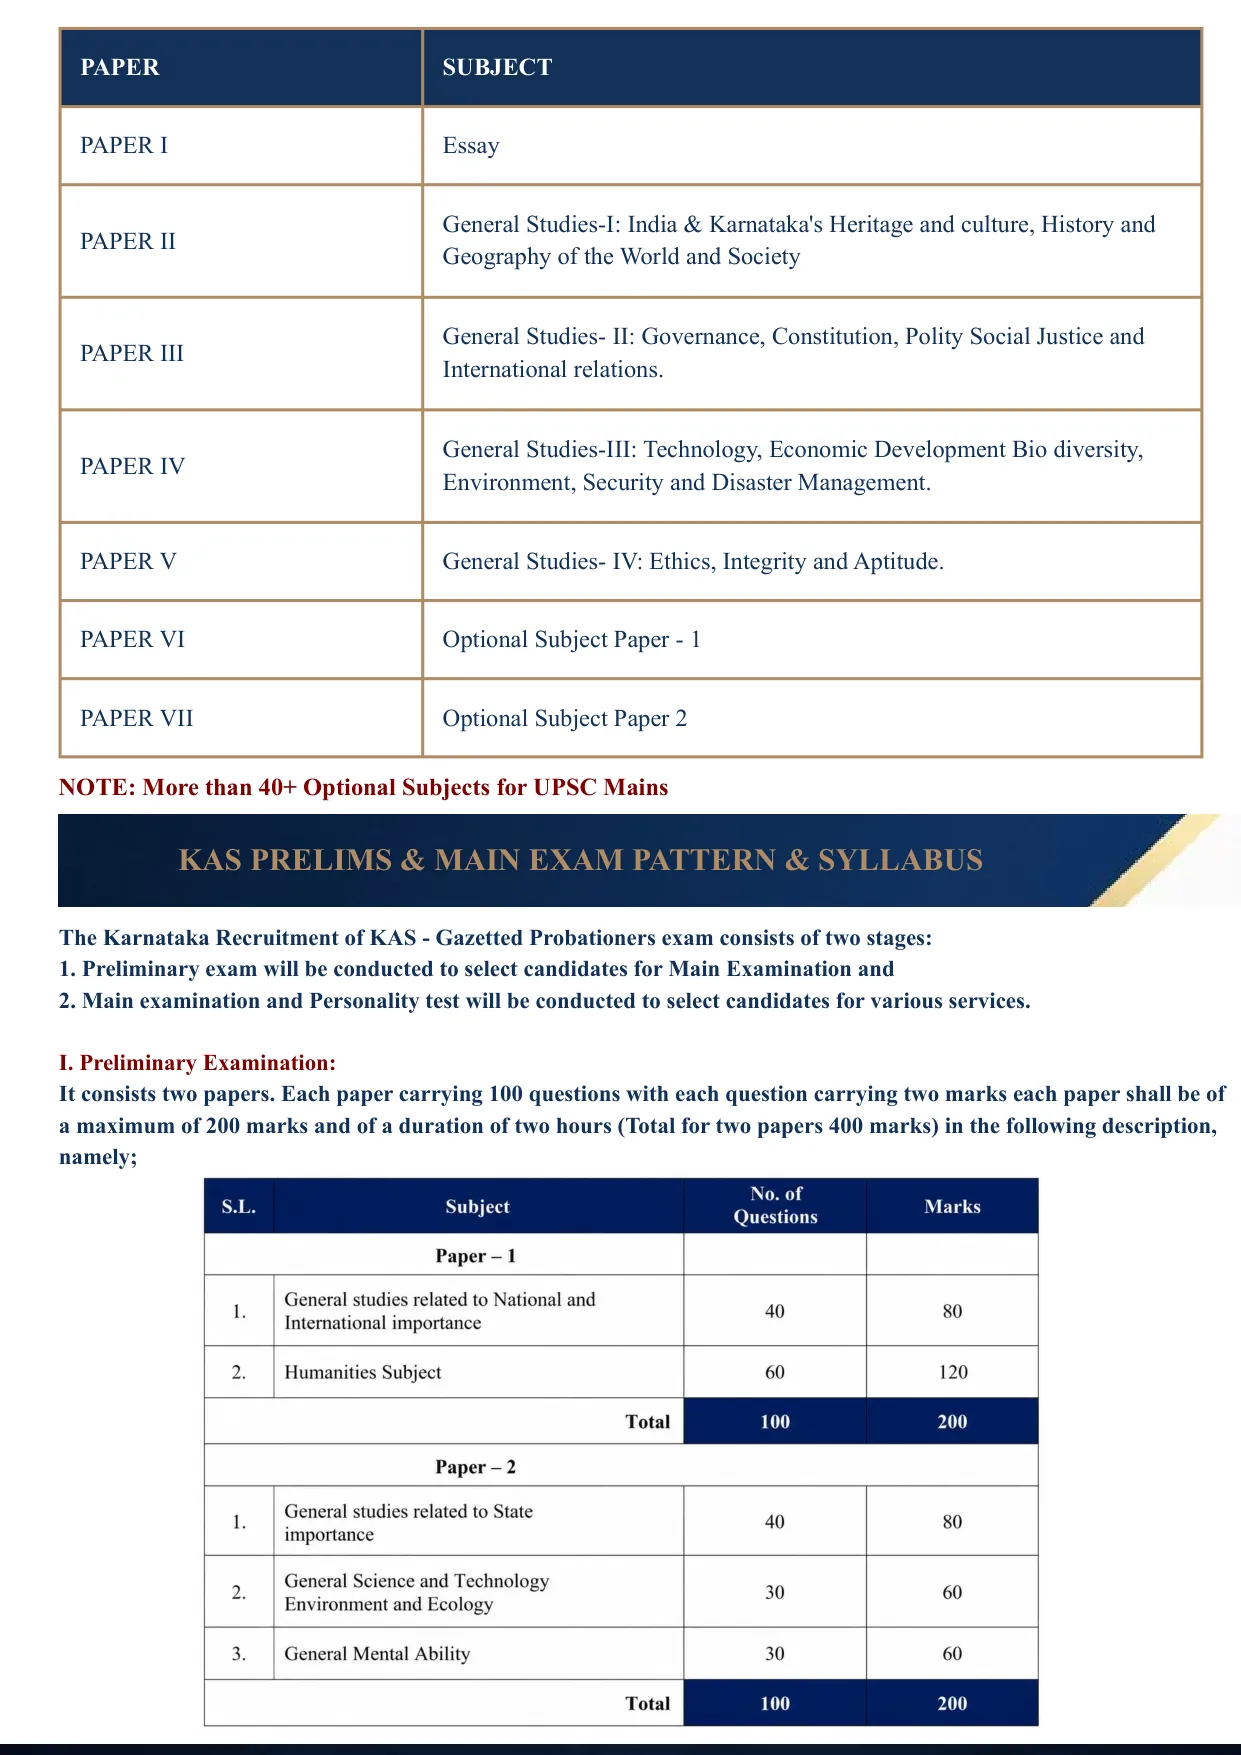 PAPER SUBJECT
PAPER I Essay
PAPER II General Studies-I: India & Karnataka's Heritage and culture, History and
Geography of the World and Society
PAPER III General Studies- II: Governance, Constitution, Polity Social Justice and
International relations.
PAPER IV General Studies-III: Technology, Economic Development Bio diversity,
Environment, Security and Disaster Management.
PAPER V General Studies- IV: Ethics, Integrity and Aptitude.
PAPER VI Optional Subject Paper - 1
PAPER VII Optional Subject Paper 2
NOTE: More than 40+ Optional Subjects for UPSC Mains
KAS PRELIMS & MAIN EXAM PATTERN & SYLLABUS
The Karnataka Recruitment of KAS - Gazetted Probationers exam consists of two stages:
1. Preliminary exam will be conducted to select candidates for Main Examination and
2. Main examination and Personality test will be conducted to select candidates for various services.
I. Preliminary Examination:
It consists two papers. Each paper carrying 100 questions with each question carrying two marks each paper shall be of
a maximum of 200 marks and of a duration of two hours (Total for two papers 400 marks) in the following description,
namely;
S.L. Subject No. of Questions Marks
Paper – 1
1. General studies related to National and
International importance 40 80
2. Humanities Subject 60 120
Total 100 200
Paper – 2
1. General studies related to State
importance 40 80
2. General Science and Technology
Environment and Ecology 30 60
3. General Mental Ability 30 60
Total 100 200